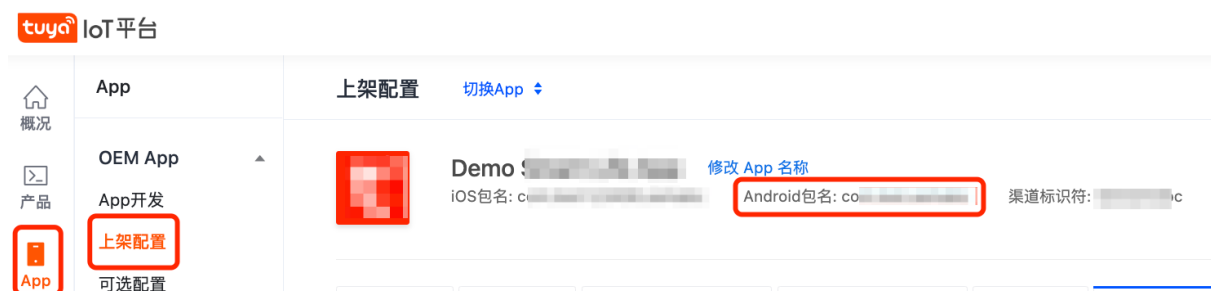 tuya IoT平台
概况
产品
App
App
OEM App
App开发
上架配置
可选配置
上架配置 切换App
Demo 修改 App 名称
iOS包名: Android包名: co 渠道标识符: c